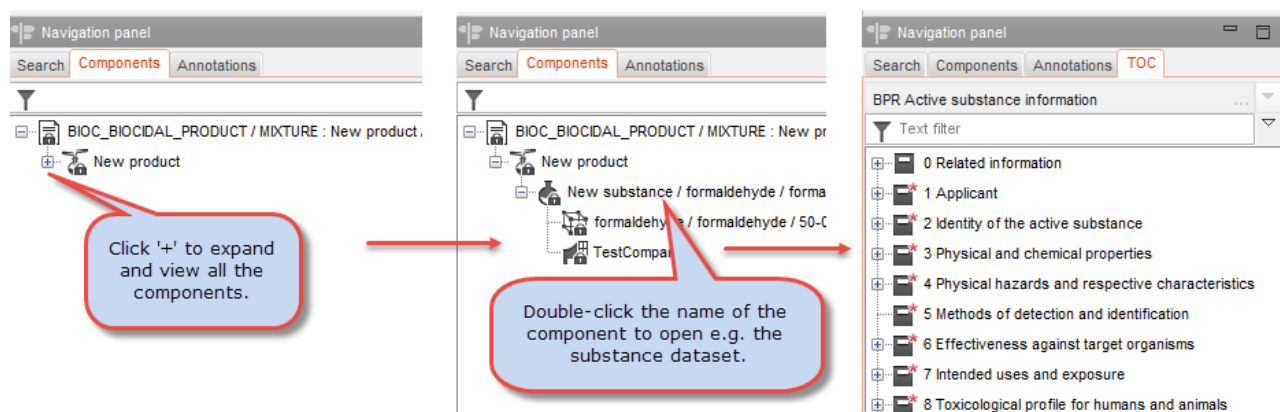 Navigation panel
Search Components Annotations
BIOC_BIOCIDAL_PRODUCT / MIXTURE : New product
New product
Click '+' to expand
and view all the
components.
Navigation panel
Search Components Annotations
BIOC_BIOCIDAL_PRODUCT / MIXTURE : New pr
New product
New substance / formaldehyde / forma
formaldehyde / formaldehyde / 50-0
TestCompan
Double-click the name of the
component to open e.g. the
substance dataset.
Navigation panel
Search Components Annotations TOC
BPR Active substance information ...
Text filter
0 Related information
* 1 Applicant
* 2 Identity of the active substance
* 3 Physical and chemical properties
* 4 Physical hazards and respective characteristics
* 5 Methods of detection and identification
* 6 Effectiveness against target organisms
* 7 Intended uses and exposure
* 8 Toxicological profile for humans and animals